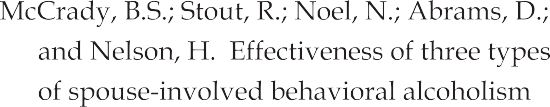 McCrady, B.S.; Stout, R.; Noel, N.; Abrams, D.;
and Nelson, H. Effectiveness of three types
of spouse-involved behavioral alcoholism